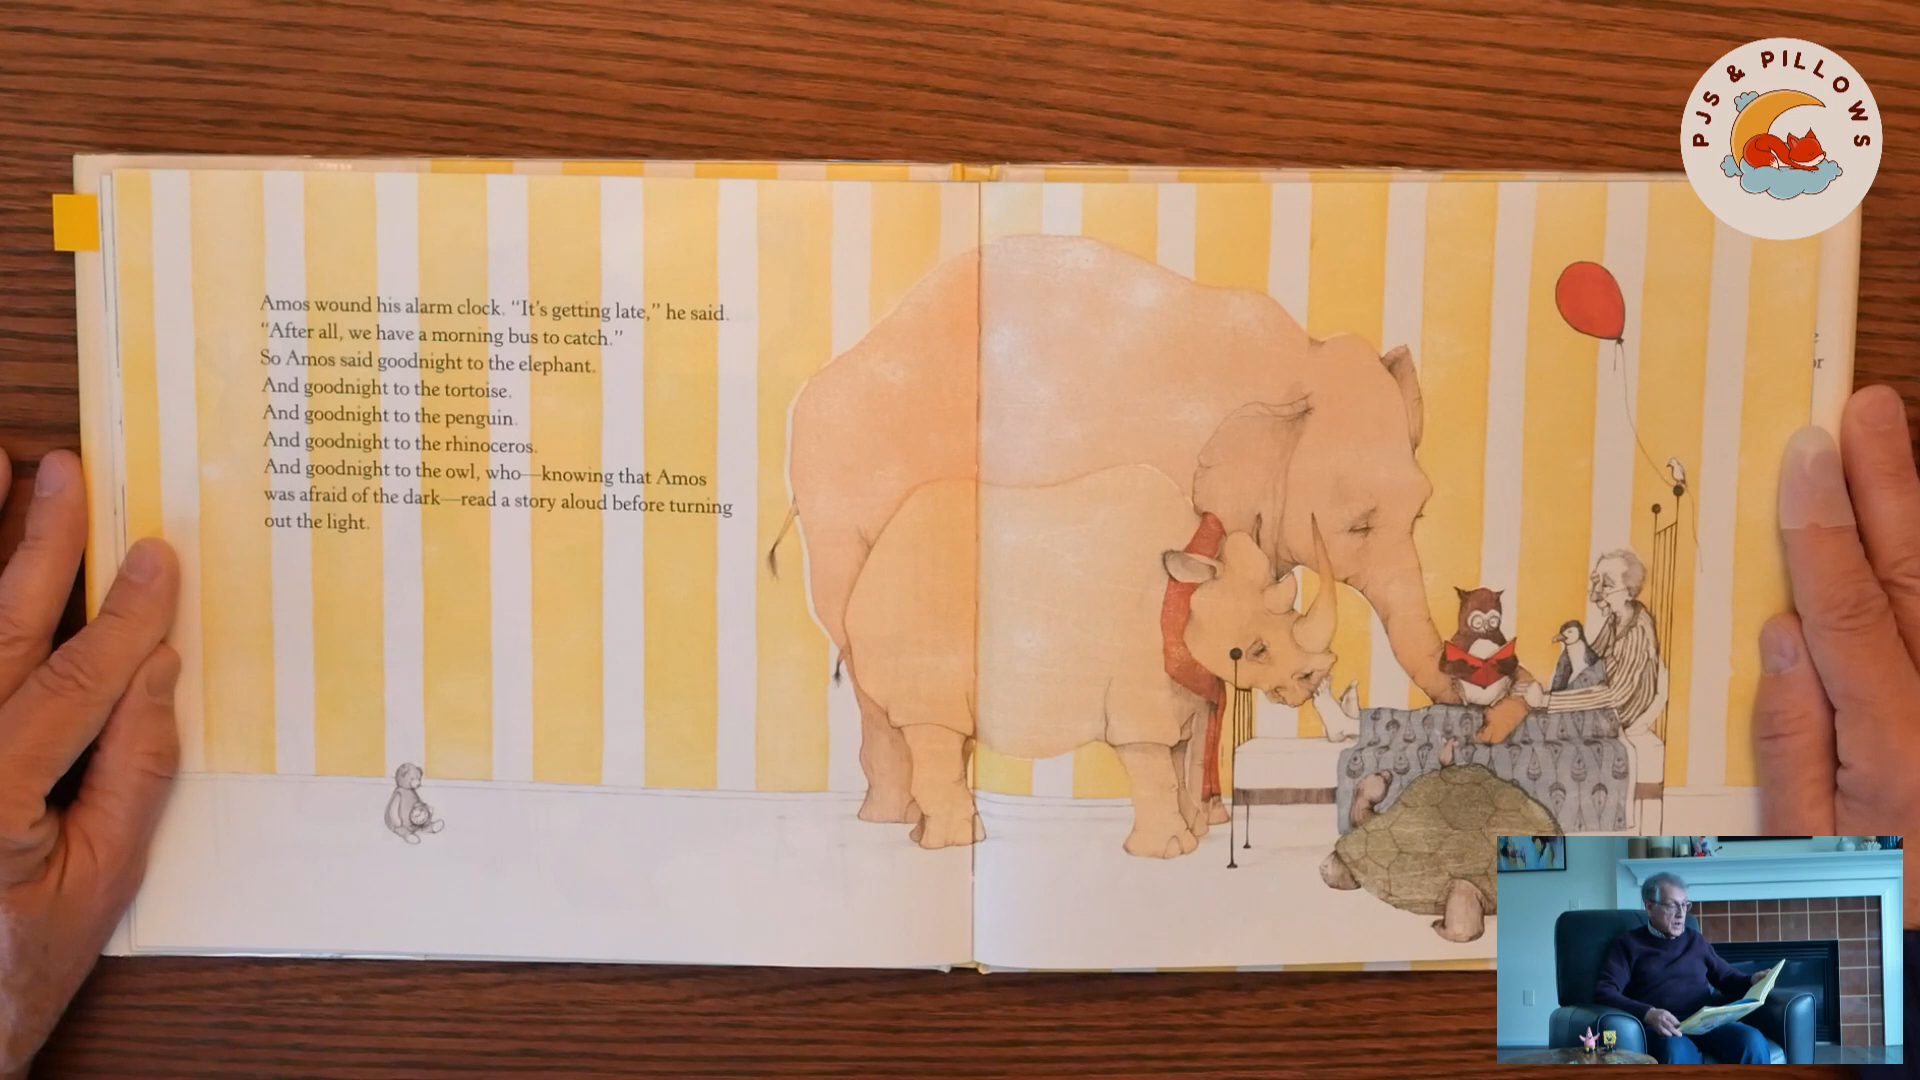 PJS & PILLOWS
Amos wound his alarm clock. “It’s getting late,” he said.
“After all, we have a morning bus to catch.”
So Amos said goodnight to the elephant.
And goodnight to the tortoise.
And goodnight to the penguin.
And goodnight to the rhinoceros.
And goodnight to the owl, who—knowing that Amos
was afraid of the dark—read a story aloud before turning
out the light.